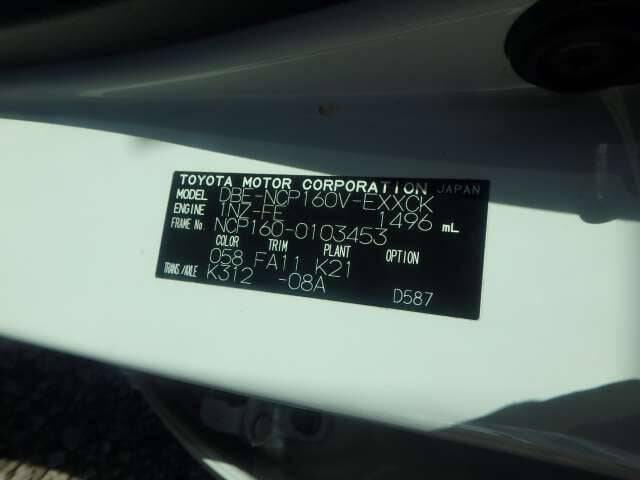 TOYOTA MOTOR CORPORATION JAPAN
MODEL DBE-NCP160V-EXXCK
ENGINE 1NZ-FE 1496 mL
FRAME No. NCP160-0103453
COLOR TRIM PLANT OPTION
058 FA11 K21
TRANS/AXLE K312 -08A D587